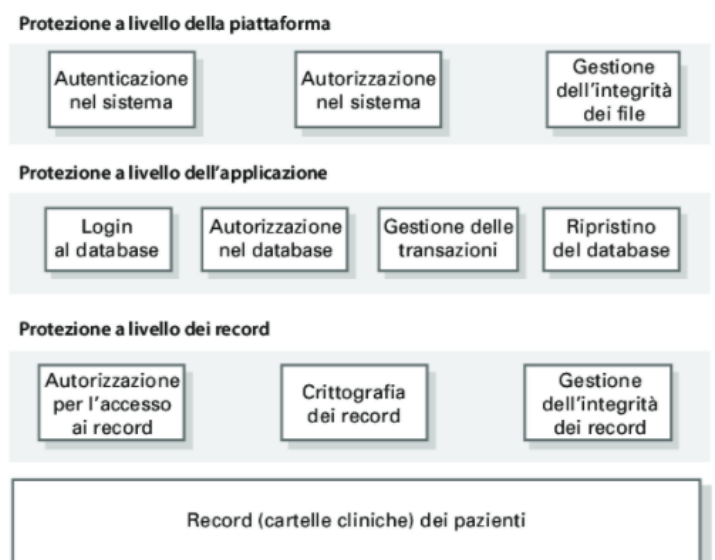 Protezione a livello della piattaforma
Autenticazione
nel sistema
Autorizzazione
nel sistema
Gestione
dell'integrità
dei file
Protezione a livello dell'applicazione
Login
al database
Autorizzazione
nel database
Gestione delle
transazioni
Ripristino
del database
Protezione a livello dei record
Autorizzazione
per l'accesso
ai record
Crittografia
dei record
Gestione
dell'integrità
dei record
Record (cartelle cliniche) dei pazienti